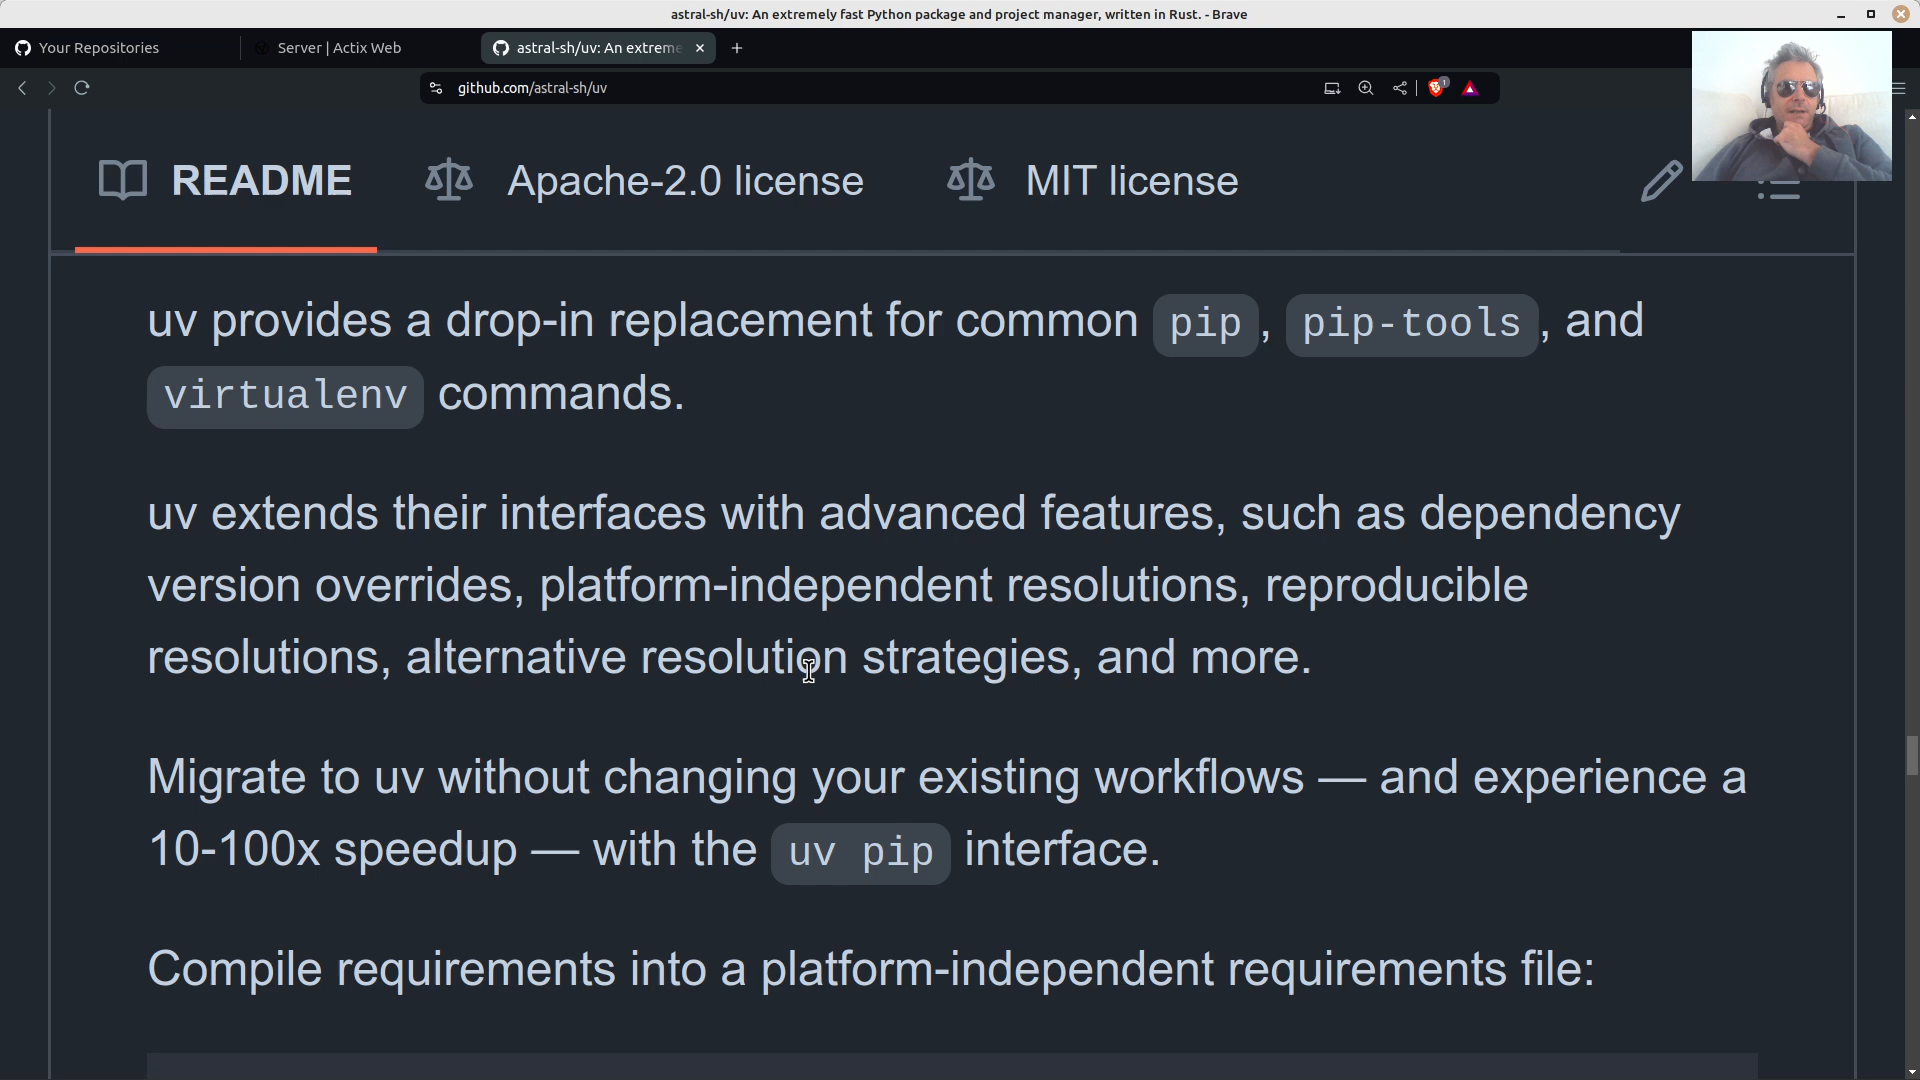 astral-sh/uv: An extremely fast Python package and project manager, written in Rust. - Brave
Your Repositories
Server | Actix Web
astral-sh/uv: An extreme
github.com/astral-sh/uv
1
README
Apache-2.0 license
MIT license
uv provides a drop-in replacement for common pip, pip-tools, and
virtualenv commands.
uv extends their interfaces with advanced features, such as dependency
version overrides, platform-independent resolutions, reproducible
resolutions, alternative resolution strategies, and more.
Migrate to uv without changing your existing workflows — and experience a
10-100x speedup — with the uv pip interface.
Compile requirements into a platform-independent requirements file: